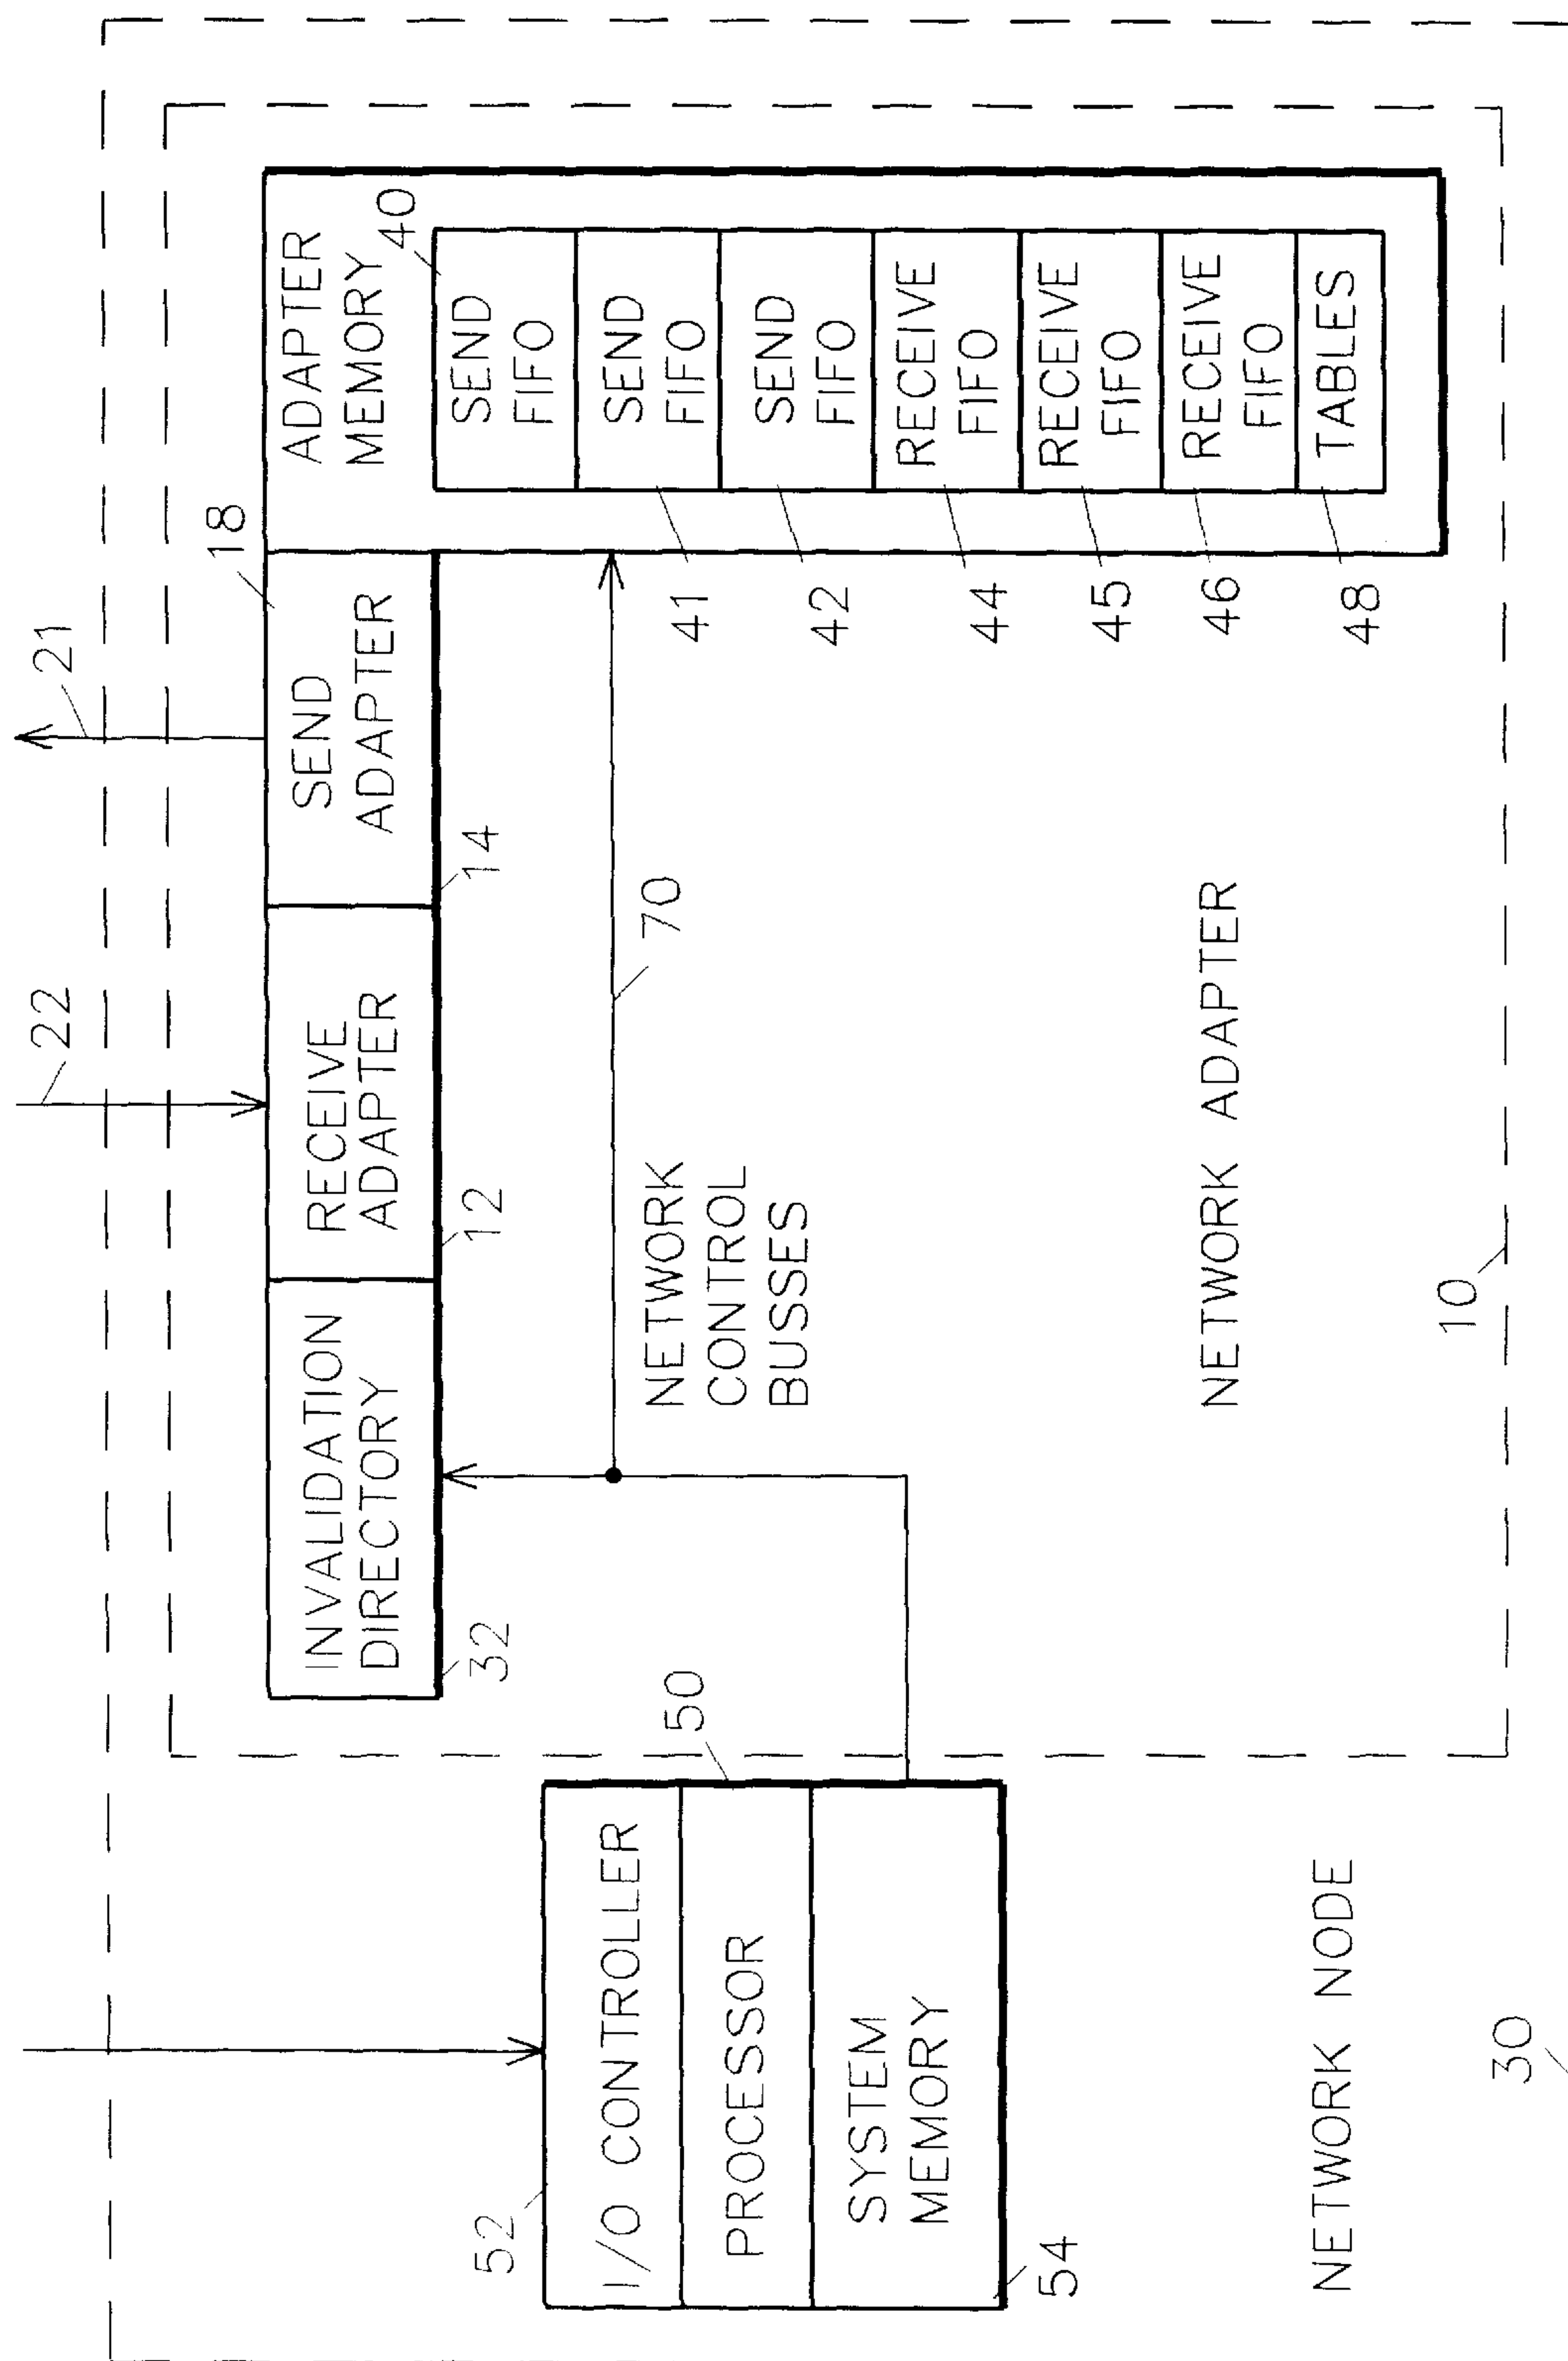 22
21
18
INVALIDATION
DIRECTORY
32
RECEIVE
ADAPTER
12
SEND
ADAPTER
14
ADAPTER
MEMORY
40
SEND
FIFO
SEND
FIFO
41
SEND
FIFO
42
RECEIVE
FIFO
44
RECEIVE
FIFO
45
RECEIVE
FIFO
46
TABLES
48
70
NETWORK
CONTROL
BUSSES
52
I/O CONTROLLER
50
PROCESSOR
SYSTEM
MEMORY
54
NETWORK ADAPTER
10
NETWORK NODE
30